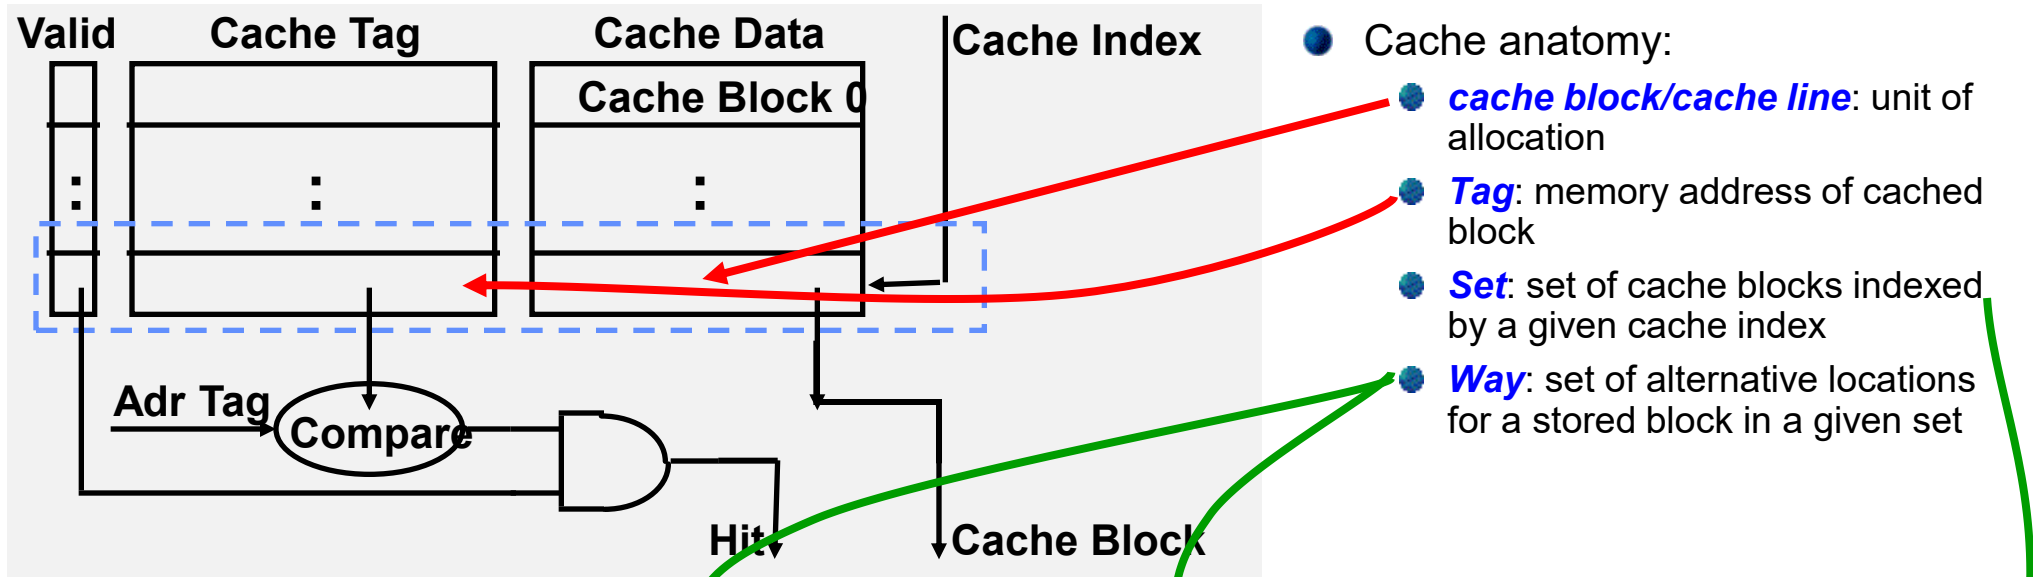 Valid
Cache Tag
Cache Data
Cache Index
Cache Block 0
:
:
:
Adr Tag
Compare
Hit
Cache Block
Cache anatomy:
cache block/cache line: unit of
allocation
Tag: memory address of cached
block
Set: set of cache blocks indexed
by a given cache index
Way: set of alternative locations
for a stored block in a given set